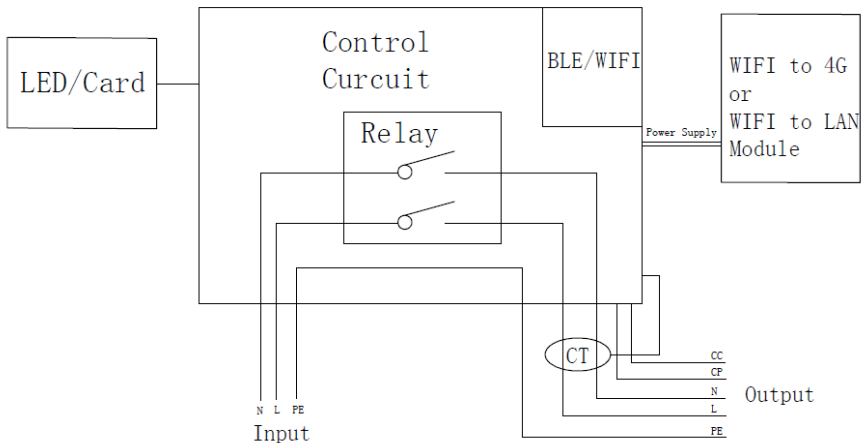 Control
Curcuit
BLE/WIFI
LED/Card
WIFI to 4G
or
WIFI to LAN
Module
Power Supply
Relay
CT
CC
CP
N
L
PE
Output
N L PE
Input